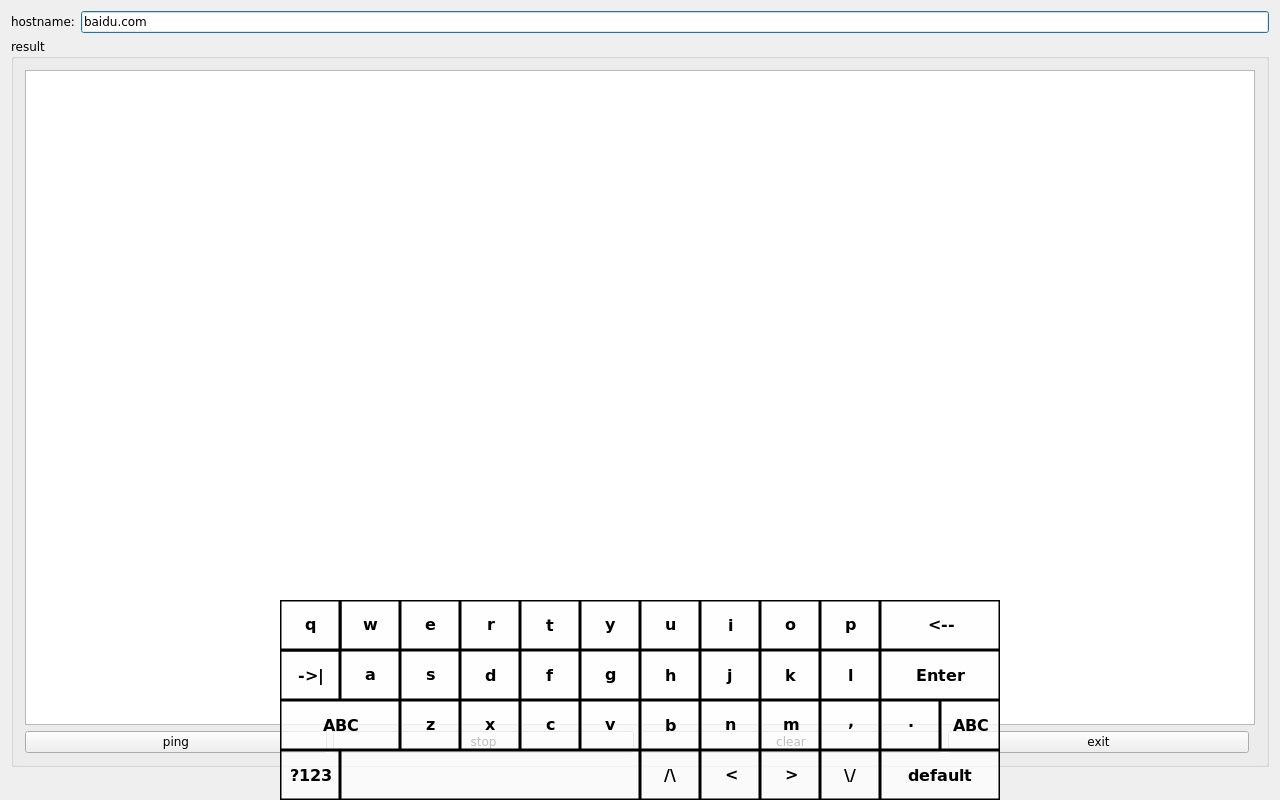 hostname: baidu.com
result
q w e r t y u i o p <--
->| a s d f g h j k l Enter
ABC z x c v b n m , . ABC
ping stop clear exit
?123 /\ < > \/ default